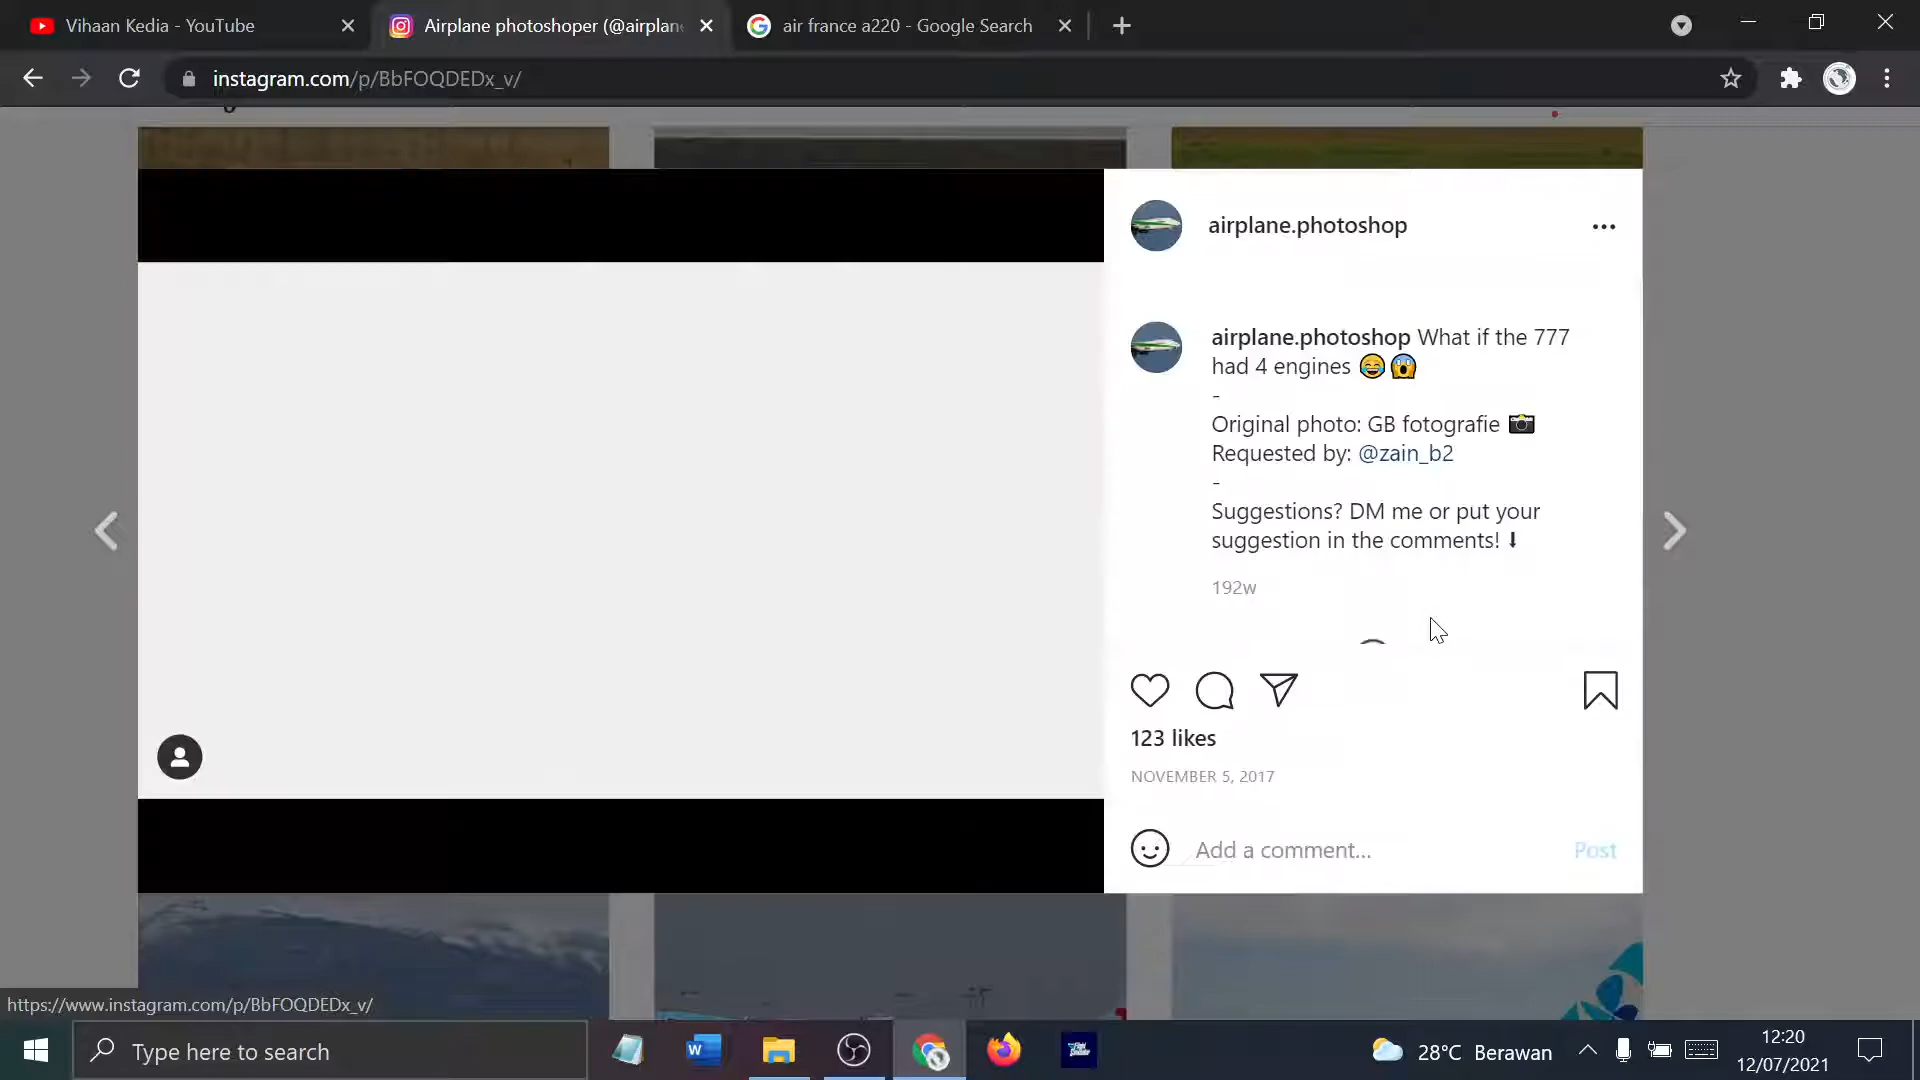 Vihaan Kedia - YouTube
Airplane photoshoper (@airplan
air france a220 - Google Search
instagram.com/p/BbFOQDEDx_v/
airplane.photoshop
airplane.photoshop What if the 777
had 4 engines 😂😱
-
Original photo: GB fotografie 📷
Requested by: @zain_b2
-
Suggestions? DM me or put your
suggestion in the comments! ⬇
192w
123 likes
NOVEMBER 5, 2017
Add a comment...
Post
https://www.instagram.com/p/BbFOQDEDx_v/
Type here to search
28°C Berawan
12:20
12/07/2021